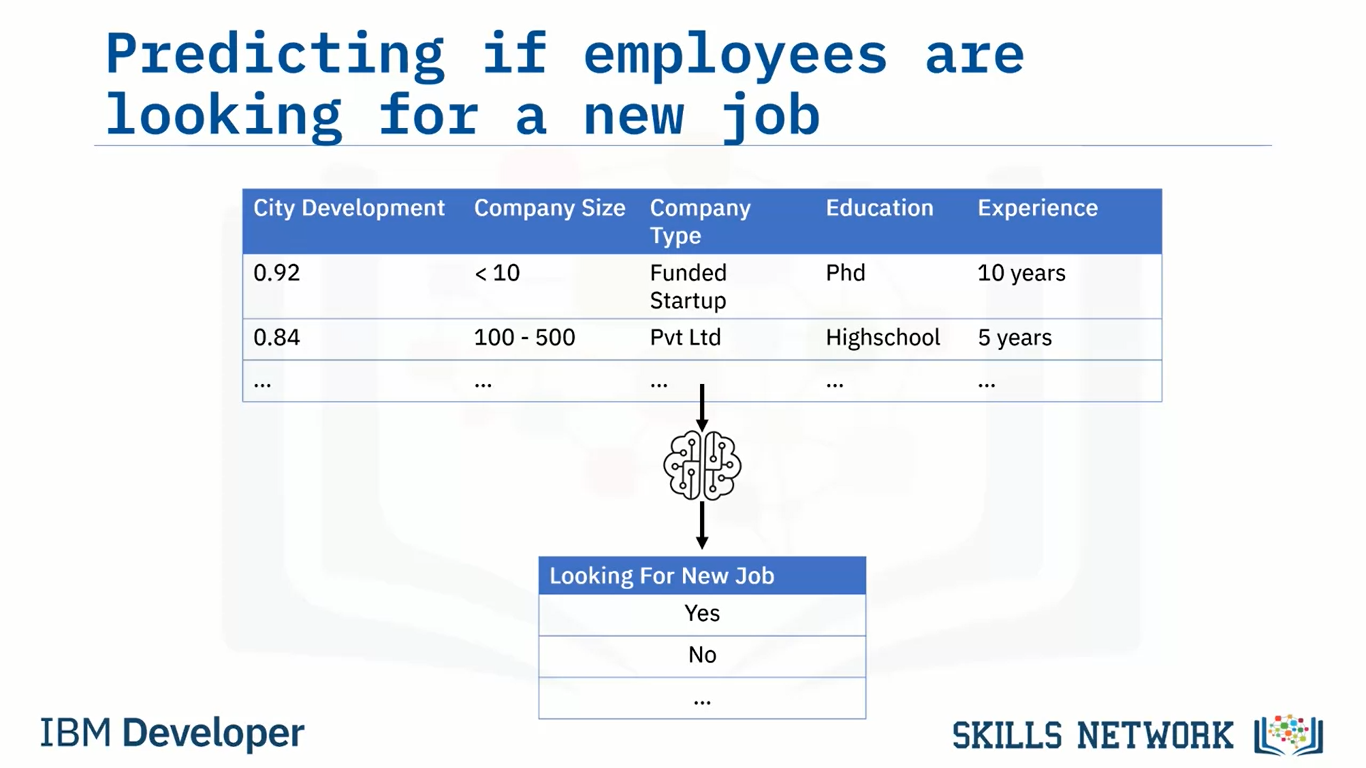 Predicting if employees are
looking for a new job
City Development Company Size Company Type Education Experience
0.92 < 10 Funded Startup Phd 10 years
0.84 100 - 500 Pvt Ltd Highschool 5 years
... ... ... ... ...
Looking For New Job
Yes
No
...
IBM Developer
SKILLS NETWORK